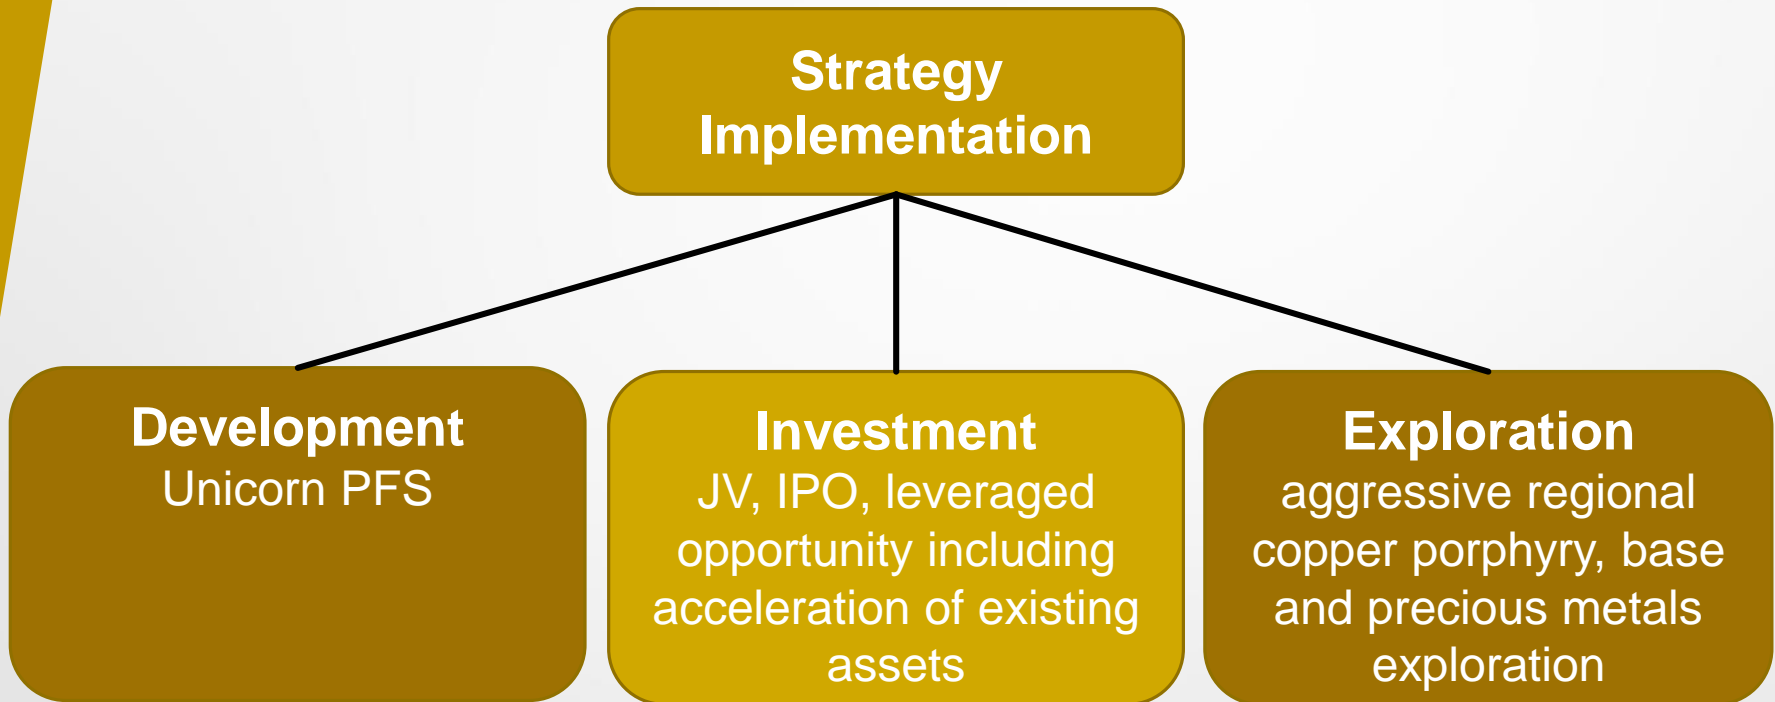 Strategy
Implementation
Development
Unicorn PFS
Investment
JV, IPO, leveraged
opportunity including
acceleration of existing
assets
Exploration
aggressive regional
copper porphyry, base
and precious metals
exploration